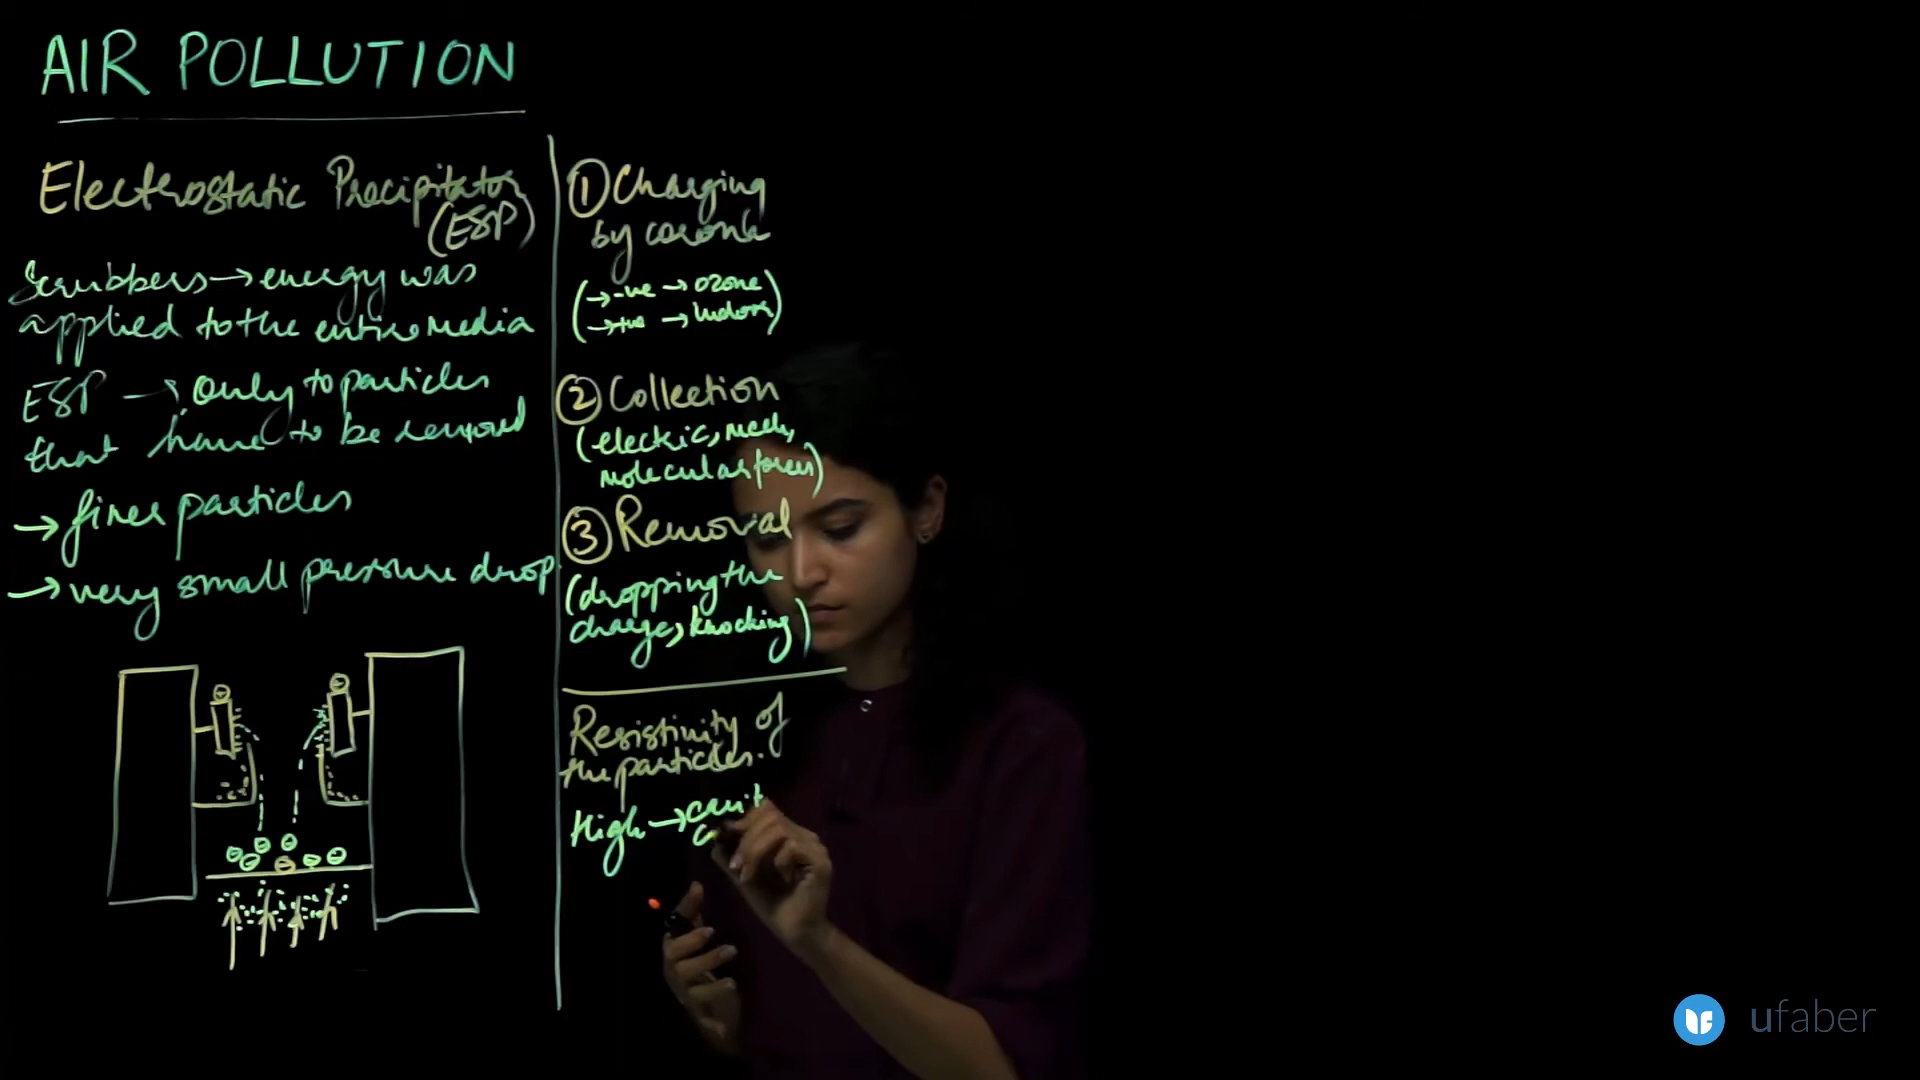 AIR POLLUTION
Electrostatic Precipitator
(ESP)
Scrubbers → energy was
applied to the entire media
ESP → only to particles
that have to be removed
→ finer particles
→ very small pressure drop
① Charging
by corona
(→ -ve → ozone
→ +ve → Indoor)
② Collection
(electric, mech,
molecular forces)
③ Removal
(dropping the
charge, knocking)
Resistivity of
the particles.
High →
ufaber